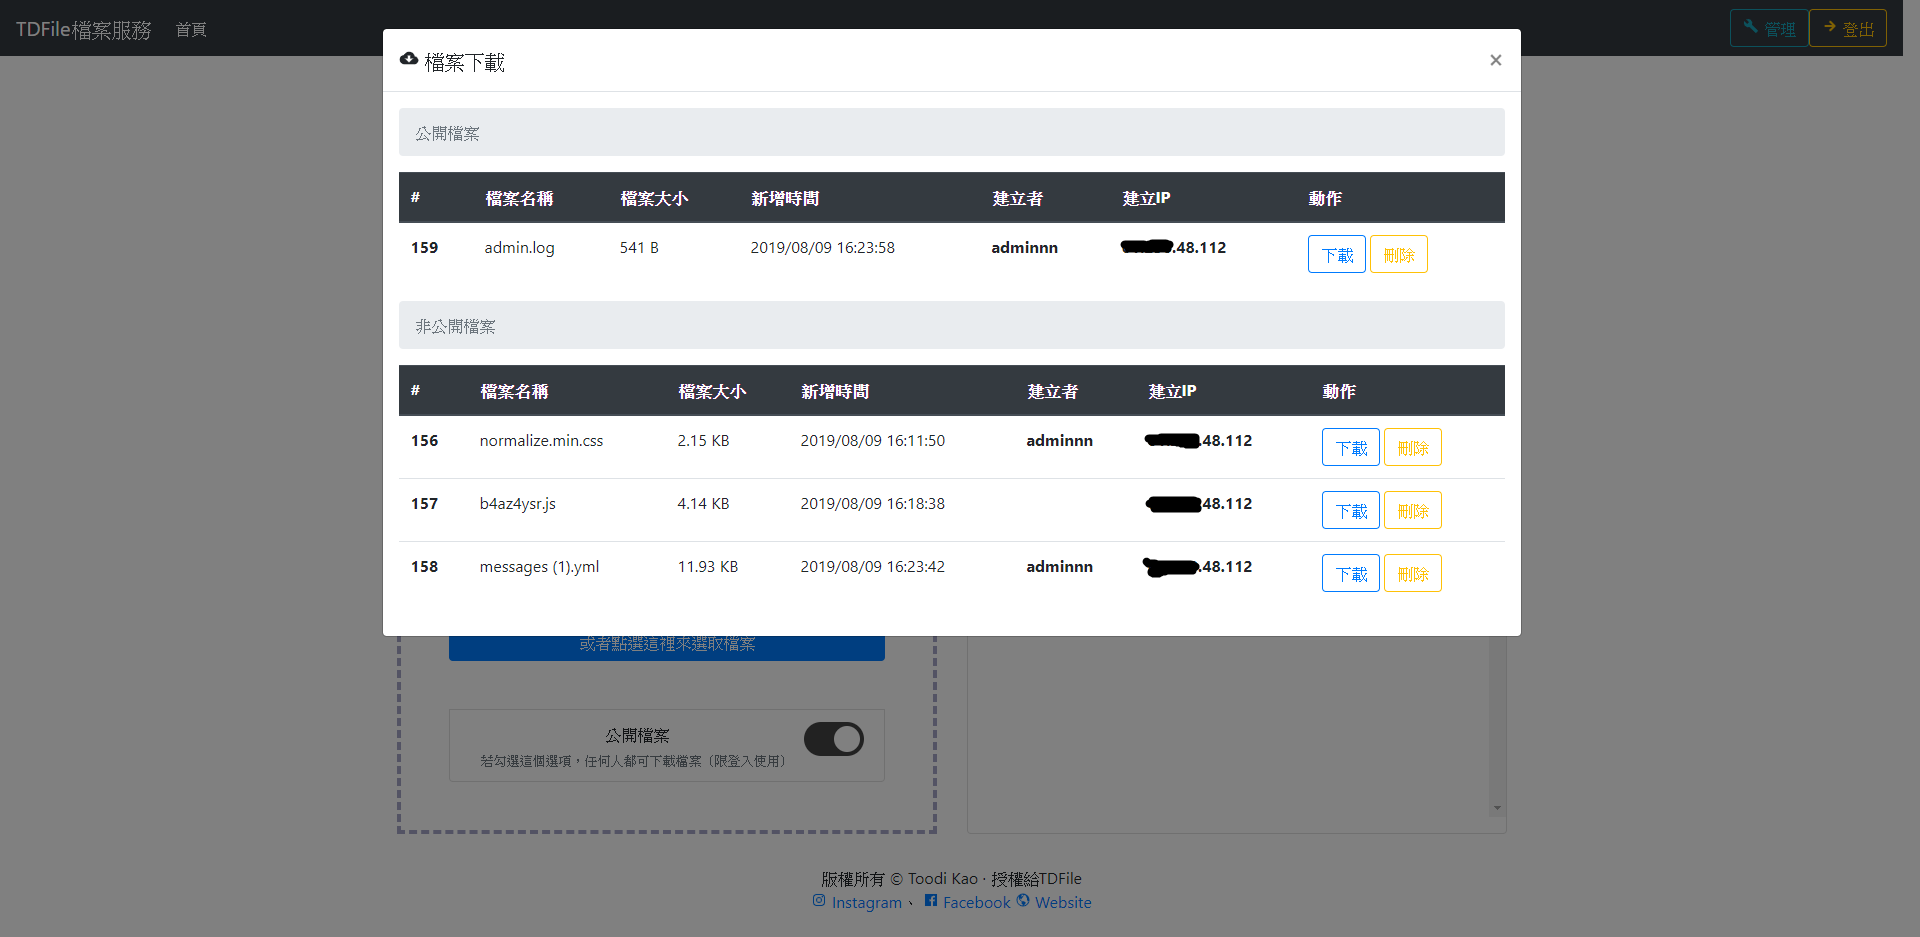 TDFile檔案服務 首頁 管理 登出
檔案下載 ×
公開檔案
# 檔案名稱 檔案大小 新增時間 建立者 建立IP 動作
159 admin.log 541 B 2019/08/09 16:23:58 adminnn .48.112 下載 刪除
非公開檔案
# 檔案名稱 檔案大小 新增時間 建立者 建立IP 動作
156 normalize.min.css 2.15 KB 2019/08/09 16:11:50 adminnn .48.112 下載 刪除
157 b4az4ysr.js 4.14 KB 2019/08/09 16:18:38 .48.112 下載 刪除
158 messages (1).yml 11.93 KB 2019/08/09 16:23:42 adminnn .48.112 下載 刪除
或者點選這裡來選取檔案
公開檔案
若勾選這個選項，任何人都可下載檔案（限登入使用）
版權所有 © Toodi Kao · 授權給TDFile
Instagram 、 Facebook Website